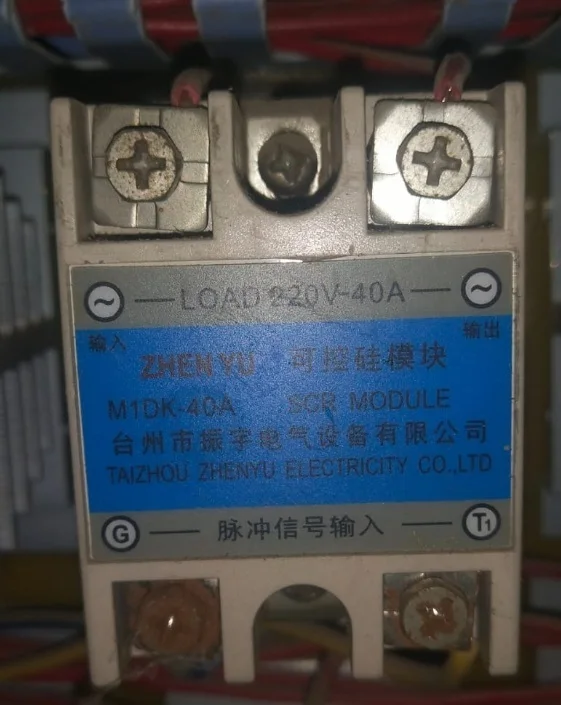 LOAD 220V-40A
输入 输出
ZHENYU 可控硅模块
M1DK-40A SCR MODULE
台州市振宇电气设备有限公司
TAIZHOU ZHENYU ELECTRICITY CO.,LTD
G 脉冲信号输入 T1